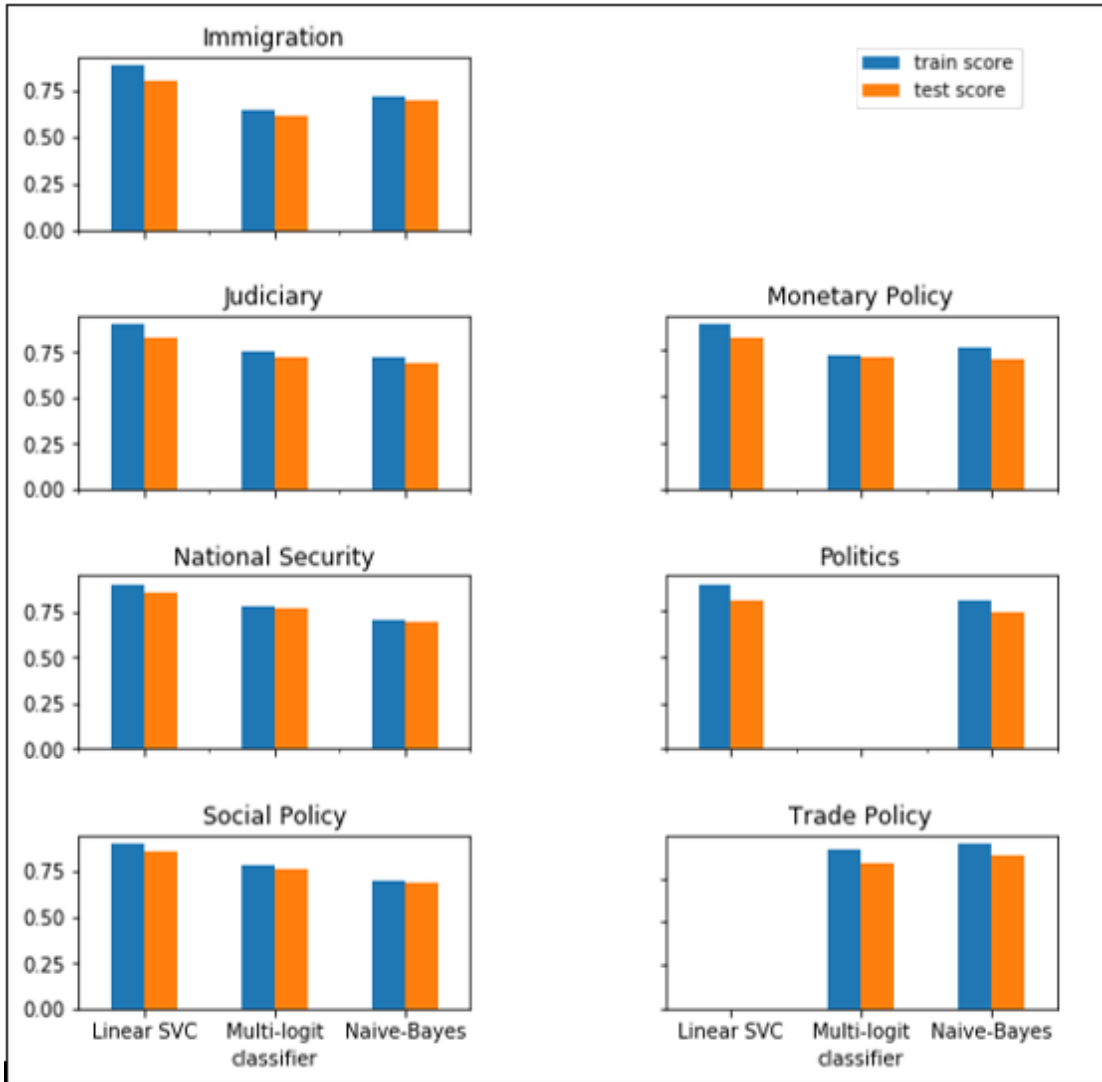 Immigration
train score
test score
0.75
0.50
0.25
0.00
Judiciary
Monetary Policy
0.75
0.50
0.25
0.00
National Security
Politics
0.75
0.50
0.25
0.00
Social Policy
Trade Policy
0.75
0.50
0.25
0.00
Linear SVC
Multi-logit
classifier
Naive-Bayes
Linear SVC
Multi-logit
classifier
Naive-Bayes